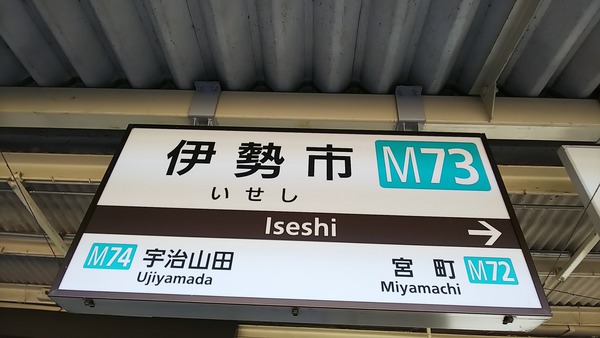 伊勢市 M73
いせし
Iseshi →
M74 宇治山田
Ujiyamada
宮町 M72
Miyamachi